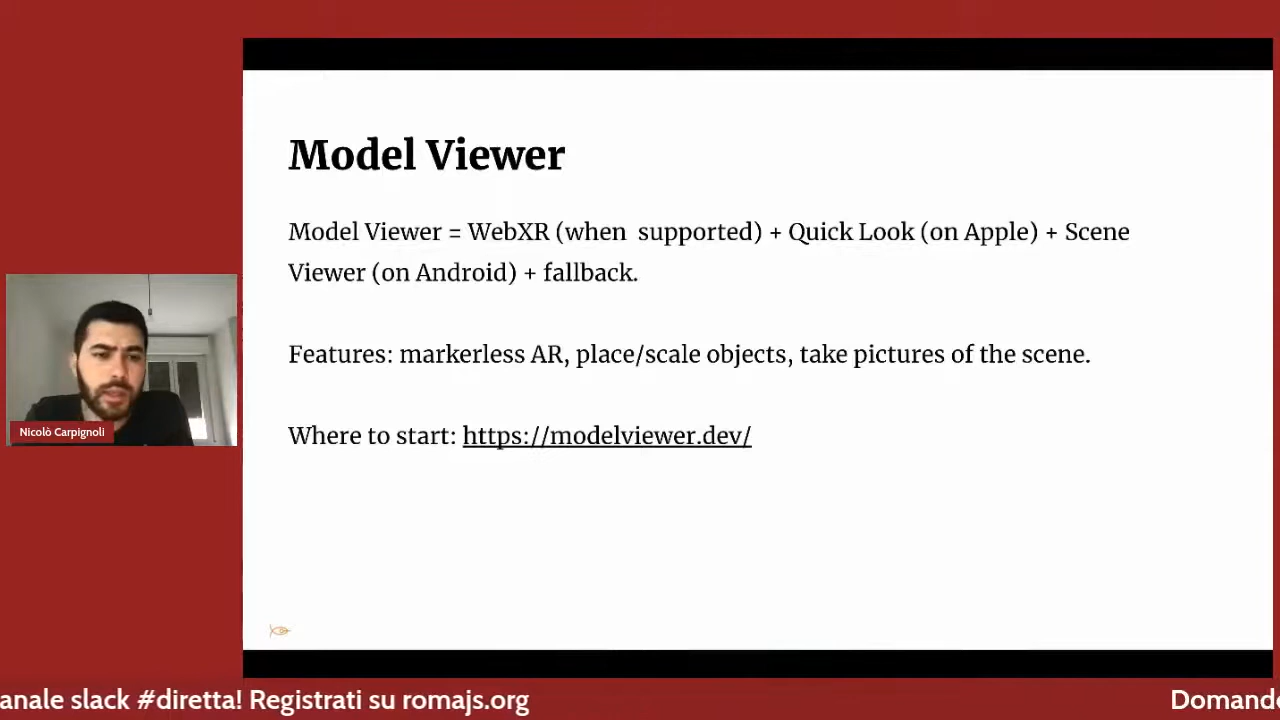 Model Viewer
Model Viewer = WebXR (when supported) + Quick Look (on Apple) + Scene
Viewer (on Android) + fallback.
Features: markerless AR, place/scale objects, take pictures of the scene.
Where to start: https://modelviewer.dev/
Nicolò Carpignoli
anale slack #diretta! Registrati su romajs.org
Domande